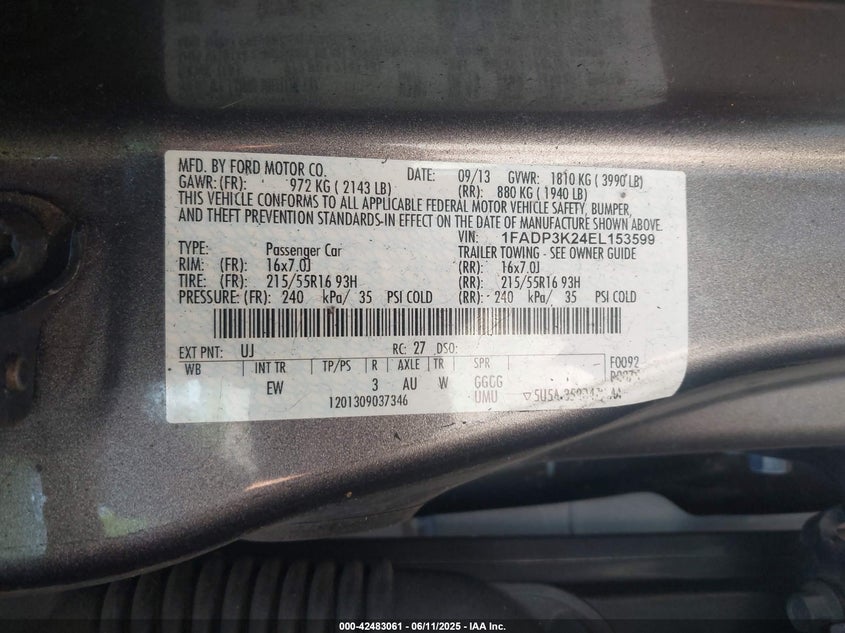 MFD. BY FORD MOTOR CO. DATE: 09/13 GVWR: 1810 KG ( 3990 LB)
GAWR: (FR): 972 KG ( 2143 LB) (RR): 880 KG ( 1940 LB)
THIS VEHICLE CONFORMS TO ALL APPLICABLE FEDERAL MOTOR VEHICLE SAFETY, BUMPER,
AND THEFT PREVENTION STANDARDS IN EFFECT ON THE DATE OF MANUFACTURE SHOWN ABOVE.
VIN: 1FADP3K24EL153599
TYPE: Passenger Car TRAILER TOWING - SEE OWNER GUIDE
RIM: (FR): 16x7.0J (RR): 16x7.0J
TIRE: (FR): 215/55R16 93H (RR): 215/55R16 93H
PRESSURE: (FR): 240 kPa/ 35 PSI COLD (RR): 240 kPa/ 35 PSI COLD
EXT PNT: UJ RC: 27 DSO:
WB INT TR TP/PS R AXLE TR SPR F0092
EW 3 AU W GGCG
UMU
1201309037346
000-42483061 - 06/11/2025 - IAA Inc.